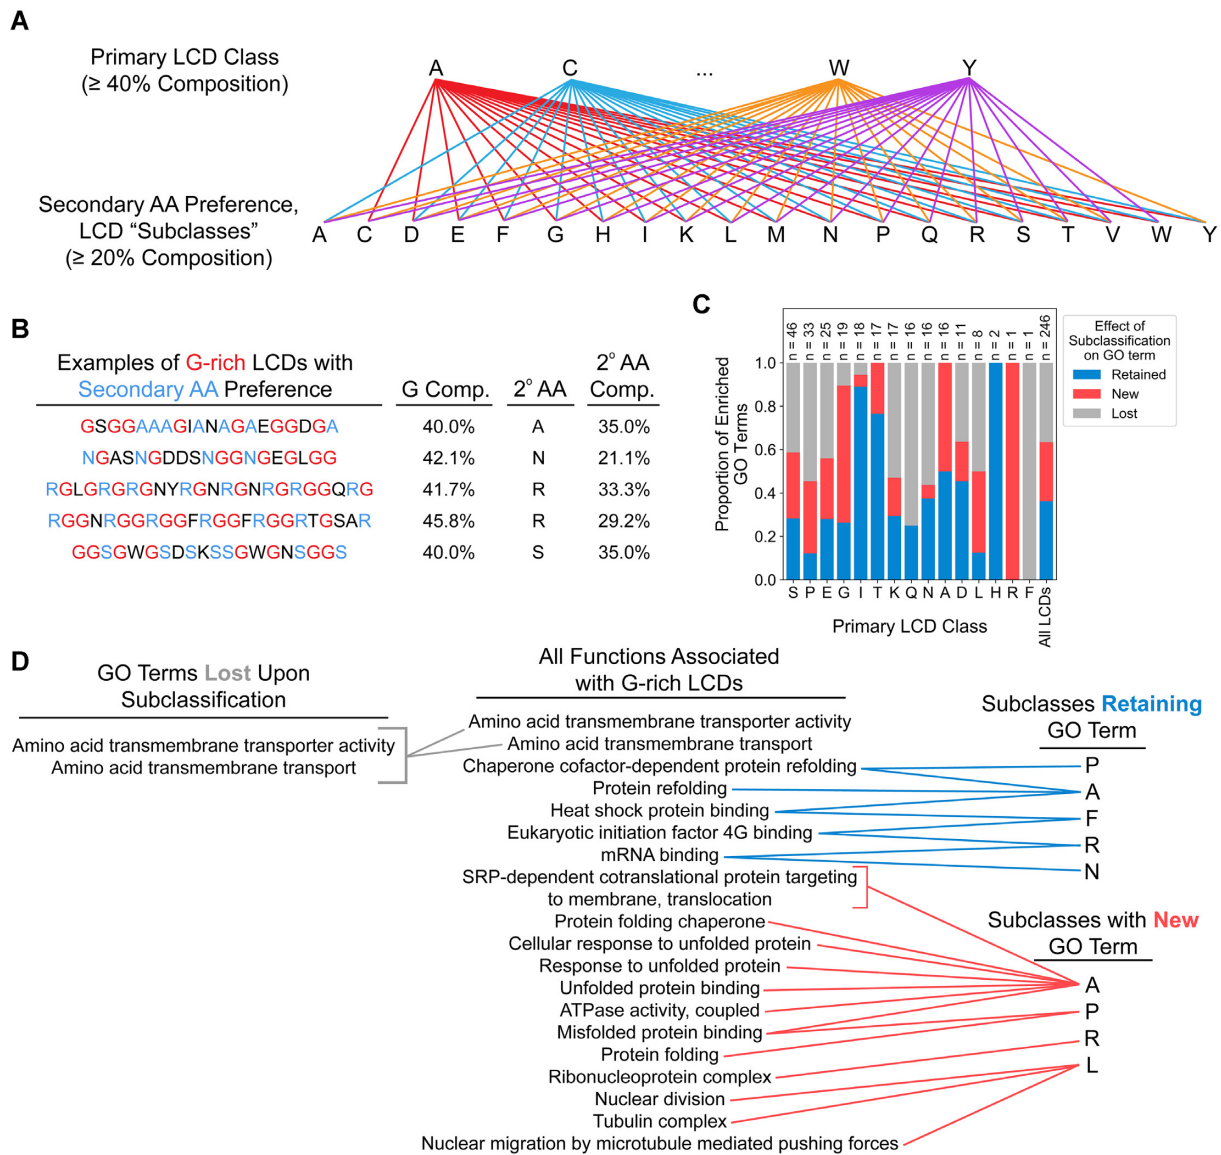 A
Primary LCD Class
(≥ 40% Composition)
A C ... W Y
Secondary AA Preference,
LCD “Subclasses”
(≥ 20% Composition)
A C D E F G H I K L M N P Q R S T V W Y
B
Examples of G-rich LCDs with
Secondary AA Preference
G Comp.
2° AA
2° AA
Comp.
GSGGAAAGIANAGAEGGDGA 40.0% A 35.0%
NGASNGDDSNGGNGEGLGG 42.1% N 21.1%
RGLGRGRGNYRGNRGNRGRGGQRG 41.7% R 33.3%
RGGNRGGRGGFRGGFRGGRTGSAR 45.8% R 29.2%
GGSGWGSDSKSSGWGNSGGS 40.0% S 35.0%
C
n = 46
n = 33
n = 25
n = 19
n = 18
n = 17
n = 17
n = 16
n = 16
n = 16
n = 11
n = 8
n = 2
n = 1
n = 1
n = 246
Proportion of Enriched
GO Terms
1.0
0.8
0.6
0.4
0.2
0.0
S P E G I T K Q N A D L H R F All LCDs
Primary LCD Class
Effect of
Subclassification
on GO term
Retained
New
Lost
D
GO Terms Lost Upon
Subclassification
Amino acid transmembrane transporter activity
Amino acid transmembrane transport
All Functions Associated
with G-rich LCDs
Amino acid transmembrane transporter activity
Amino acid transmembrane transport
Chaperone cofactor-dependent protein refolding
Protein refolding
Heat shock protein binding
Eukaryotic initiation factor 4G binding
mRNA binding
SRP-dependent cotranslational protein targeting
to membrane, translocation
Protein folding chaperone
Cellular response to unfolded protein
Response to unfolded protein
Unfolded protein binding
ATPase activity, coupled
Misfolded protein binding
Protein folding
Ribonucleoprotein complex
Nuclear division
Tubulin complex
Nuclear migration by microtubule mediated pushing forces
Subclasses Retaining
GO Term
P
A
F
R
N
Subclasses with New
GO Term
A
P
R
L